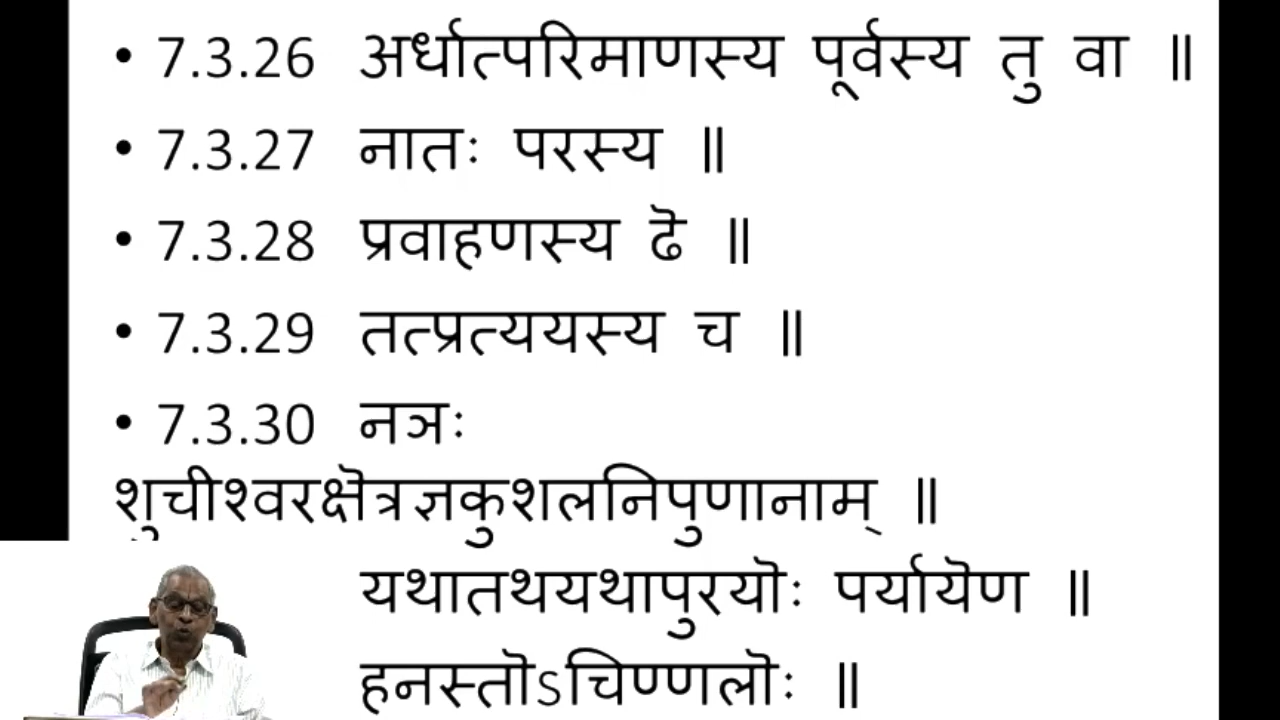 • 7.3.26 अर्धात्परिमाणस्य पूर्वस्य तु वा ॥
• 7.3.27 नातः परस्य ॥
• 7.3.28 प्रवाहणस्य ढॆ ॥
• 7.3.29 तत्प्रत्ययस्य च ॥
• 7.3.30 नञः
शुचीश्वरक्षॆत्रज्ञकुशलनिपुणानाम् ॥
यथातथयथापुरयॊः पर्यायॆण ॥
हनस्तॊऽचिण्णलॊः ॥